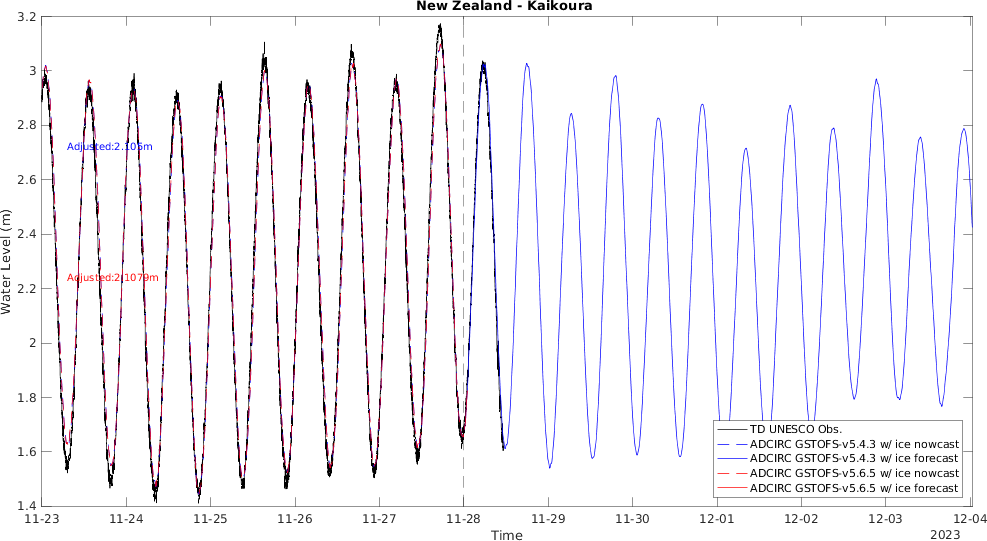 New Zealand - Kaikoura
Water Level (m)
3.2
3
2.8
2.6
2.4
2.2
2
1.8
1.6
1.4
Adjusted:2.105m
Adjusted:2.1079m
TD UNESCO Obs.
ADCIRC GSTOFS-v5.4.3 w/ ice nowcast
ADCIRC GSTOFS-v5.4.3 w/ ice forecast
ADCIRC GSTOFS-v5.6.5 w/ ice nowcast
ADCIRC GSTOFS-v5.6.5 w/ ice forecast
11-23 11-24 11-25 11-26 11-27 11-28 11-29 11-30 12-01 12-02 12-03 12-04
Time
2023